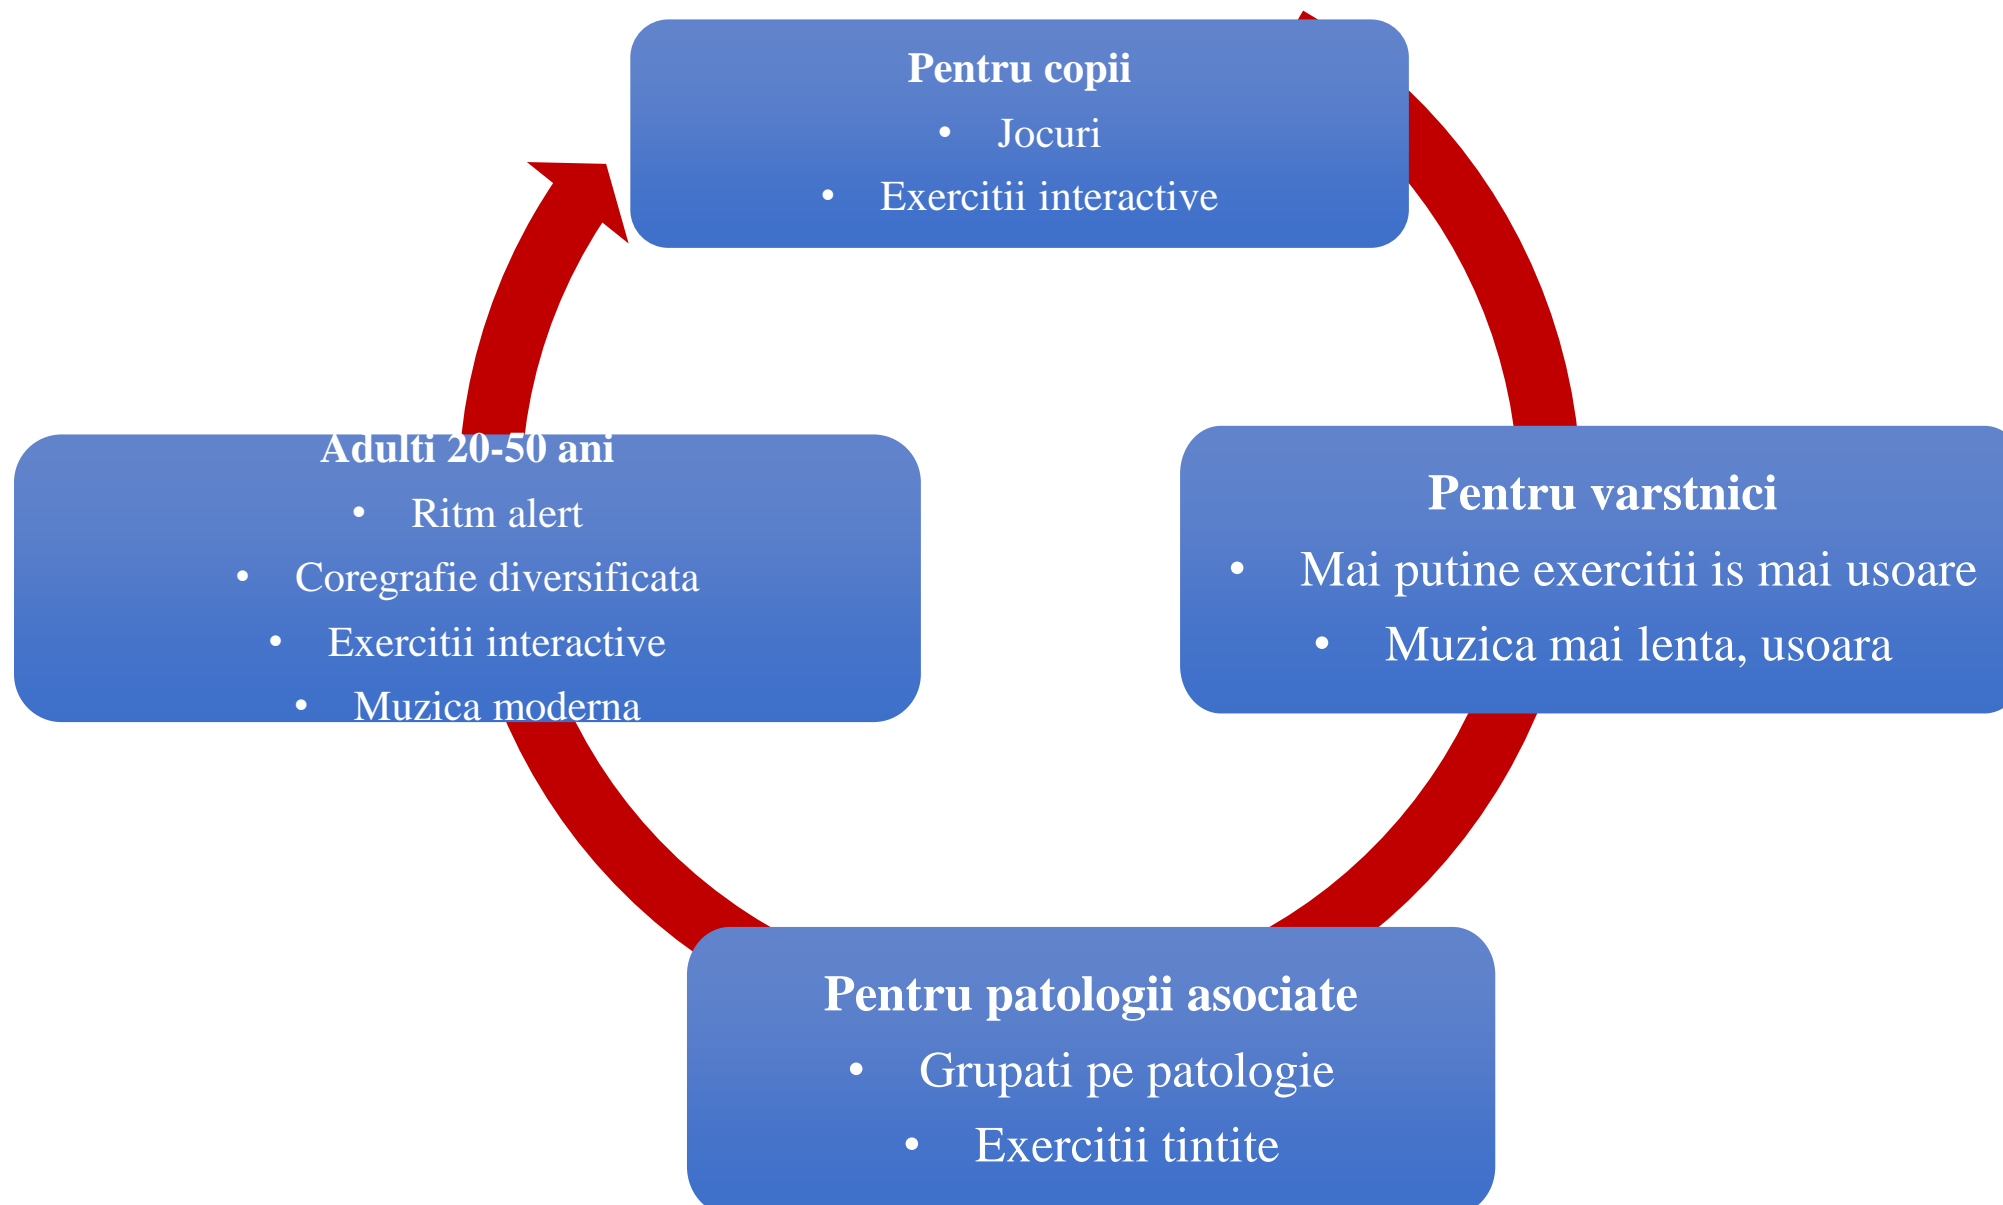 Pentru copii
• Jocuri
• Exercitii interactive
Pentru varstnici
• Mai putine exercitii is mai usoare
• Muzica mai lenta, usoara
Pentru patologii asociate
• Grupati pe patologie
• Exercitii tintite
Adulti 20-50 ani
• Ritm alert
• Coregrafie diversificata
• Exercitii interactive
• Muzica moderna